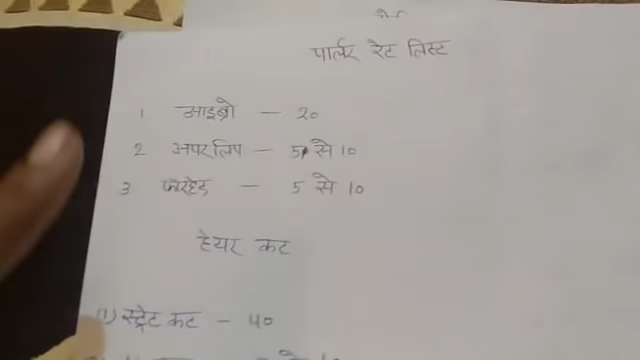 पार्लर रेट लिस्ट
1 आइब्रो - 20
2 अपरलिप - 5 से 10
3 फोरहेड - 5 से 10
हेयर कट
(1) स्ट्रेट कट - 40